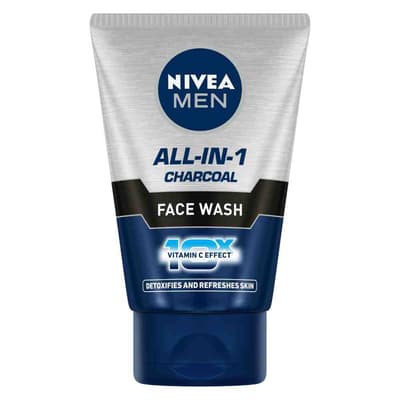 NIVEA
MEN
ALL-IN-1
CHARCOAL
FACE WASH
10X
VITAMIN C EFFECT*
DETOXIFIES AND REFRESHES SKIN